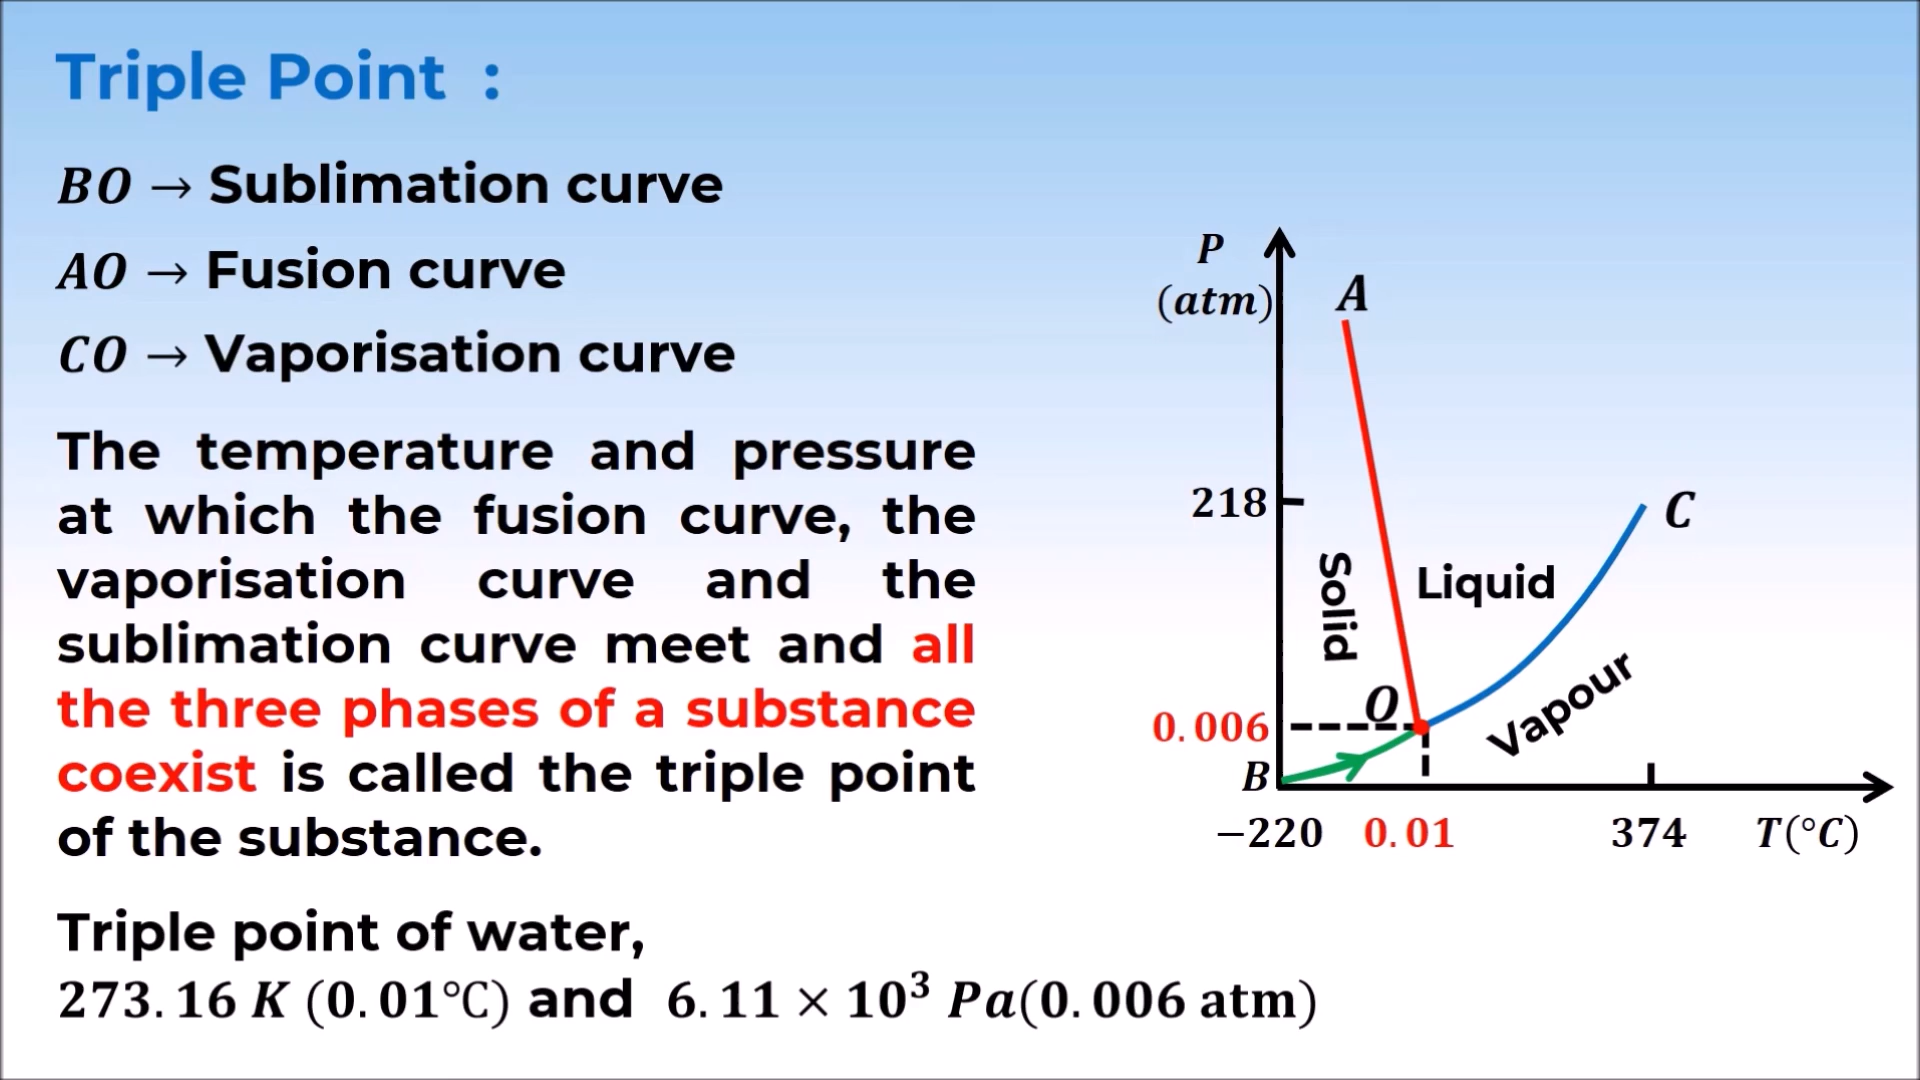 Triple Point :
BO → Sublimation curve
AO → Fusion curve
CO → Vaporisation curve
The temperature and pressure
at which the fusion curve, the
vaporisation curve and the
sublimation curve meet and all
the three phases of a substance
coexist is called the triple point
of the substance.
Triple point of water,
273.16 K (0.01°C) and 6.11 × 10³ Pa(0.006 atm)
P
(atm)
A
218
C
Solid
Liquid
Vapour
O
0.006
B
−220 0.01 374 T(°C)